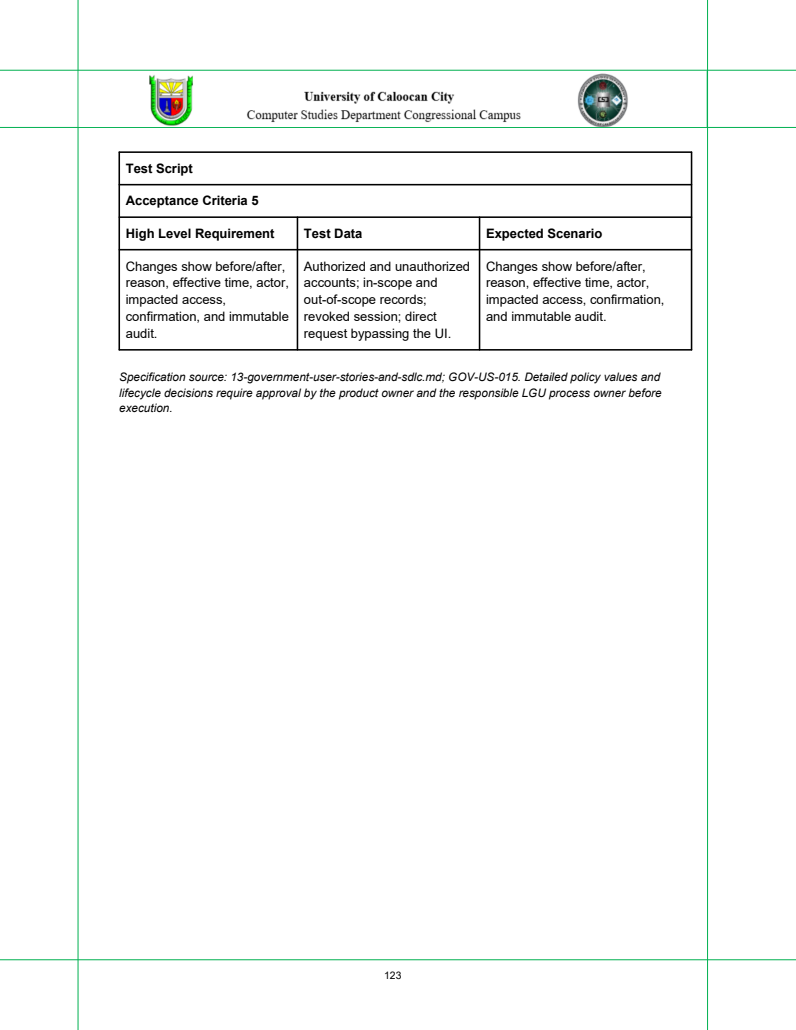 University of Caloocan City
Computer Studies Department Congressional Campus
Test Script
Acceptance Criteria 5
High Level Requirement
Test Data
Expected Scenario
Changes show before/after,
reason, effective time, actor,
impacted access,
confirmation, and immutable
audit.
Authorized and unauthorized
accounts; in-scope and
out-of-scope records;
revoked session; direct
request bypassing the UI.
Changes show before/after,
reason, effective time, actor,
impacted access, confirmation,
and immutable audit.
Specification source: 13-government-user-stories-and-sdlc.md; GOV-US-015. Detailed policy values and
lifecycle decisions require approval by the product owner and the responsible LGU process owner before
execution.
123